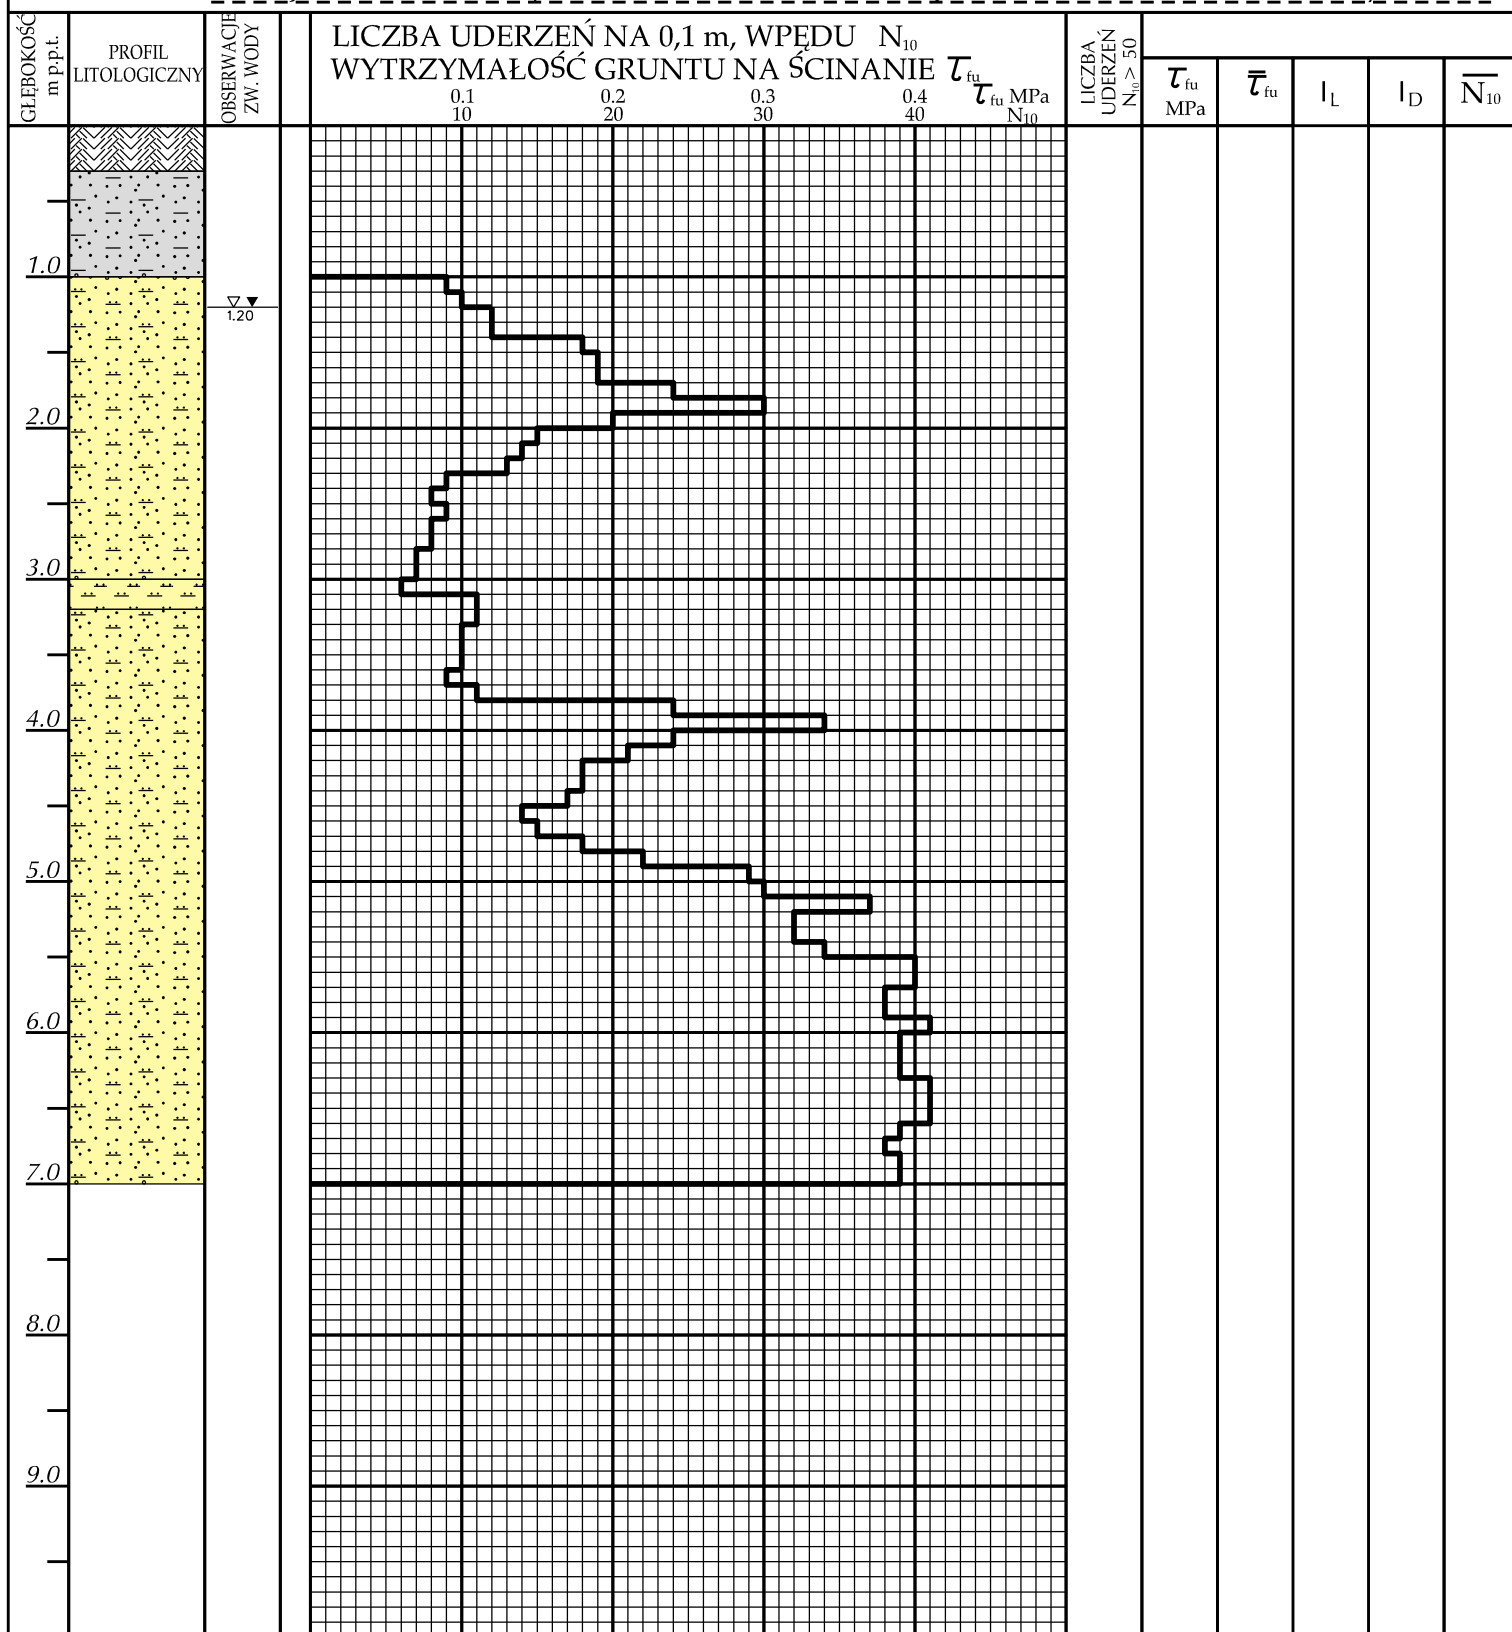 GŁĘBOKOŚĆ
m p.p.t.
PROFIL
LITOLOGICZNY
OBSERWACJE
ZW. WODY
LICZBA UDERZEŃ NA 0,1 m, WPĘDU N10
WYTRZYMAŁOŚĆ GRUNTU NA ŚCINANIE τfu
0.1 0.2 0.3 0.4 τfu MPa
10 20 30 40 N10
LICZBA
UDERZEŃ
N10 > 50
τfu
MPa
τ̅fu
IL
ID
N̅10
1.0
1.20
2.0
3.0
4.0
5.0
6.0
7.0
8.0
9.0